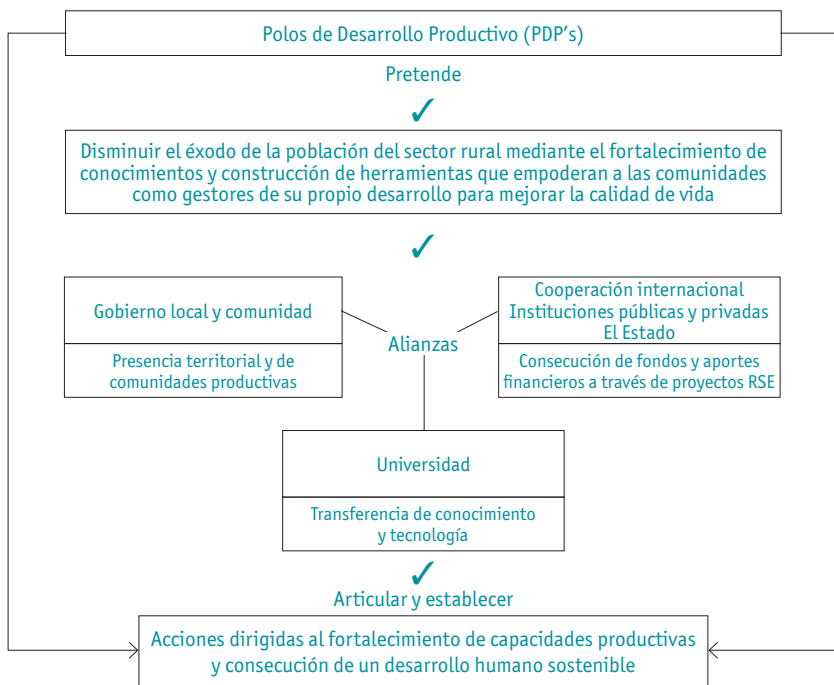 Polos de Desarrollo Productivo (PDP's)
Pretende
Disminuir el éxodo de la población del sector rural mediante el fortalecimiento de
conocimientos y construcción de herramientas que empoderan a las comunidades
como gestores de su propio desarrollo para mejorar la calidad de vida
Gobierno local y comunidad
Presencia territorial y de
comunidades productivas
Alianzas
Cooperación internacional
Instituciones públicas y privadas
El Estado
Consecución de fondos y aportes
financieros a través de proyectos RSE
Universidad
Transferencia de conocimiento
y tecnología
Articular y establecer
Acciones dirigidas al fortalecimiento de capacidades productivas
y consecución de un desarrollo humano sostenible